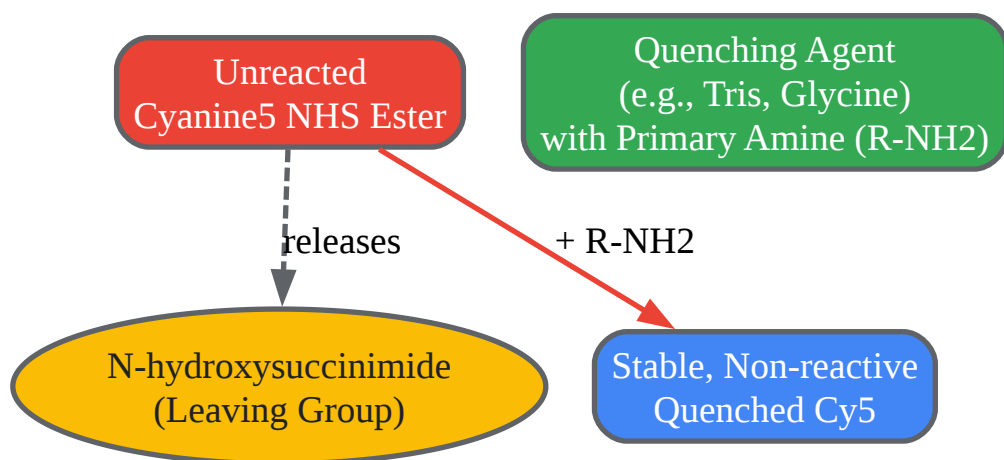 Unreacted
Cyanine5 NHS Ester
Quenching Agent
(e.g., Tris, Glycine)
with Primary Amine (R-NH2)
releases
+ R-NH2
N-hydroxysuccinimide
(Leaving Group)
Stable, Non-reactive
Quenched Cy5